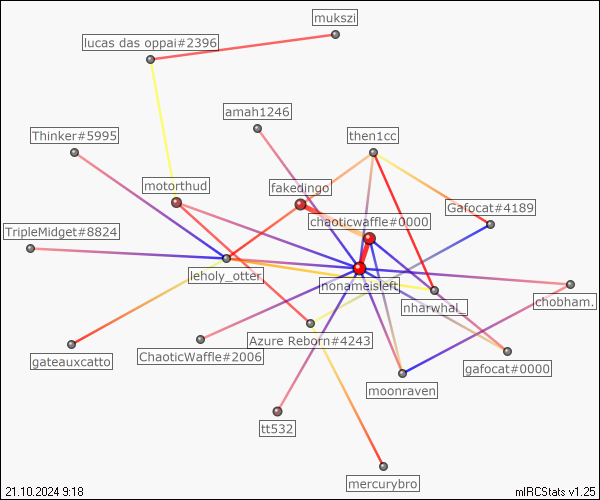 mukszi
lucas das oppai#2396
amah1246
Thinker#5995
then1cc
motorthud
fakedingo
Gafocat#4189
chaoticwaffle#0000
TripleMidget#8824
leholy_otter
nonameisleft
nharwhal_
chobham.
Azure Reborn#4243
gateauxcatto
ChaoticWaffle#2006
gafocat#0000
moonraven
tt532
mercurybro
21.10.2024 9:18
mIRCStats v1.25